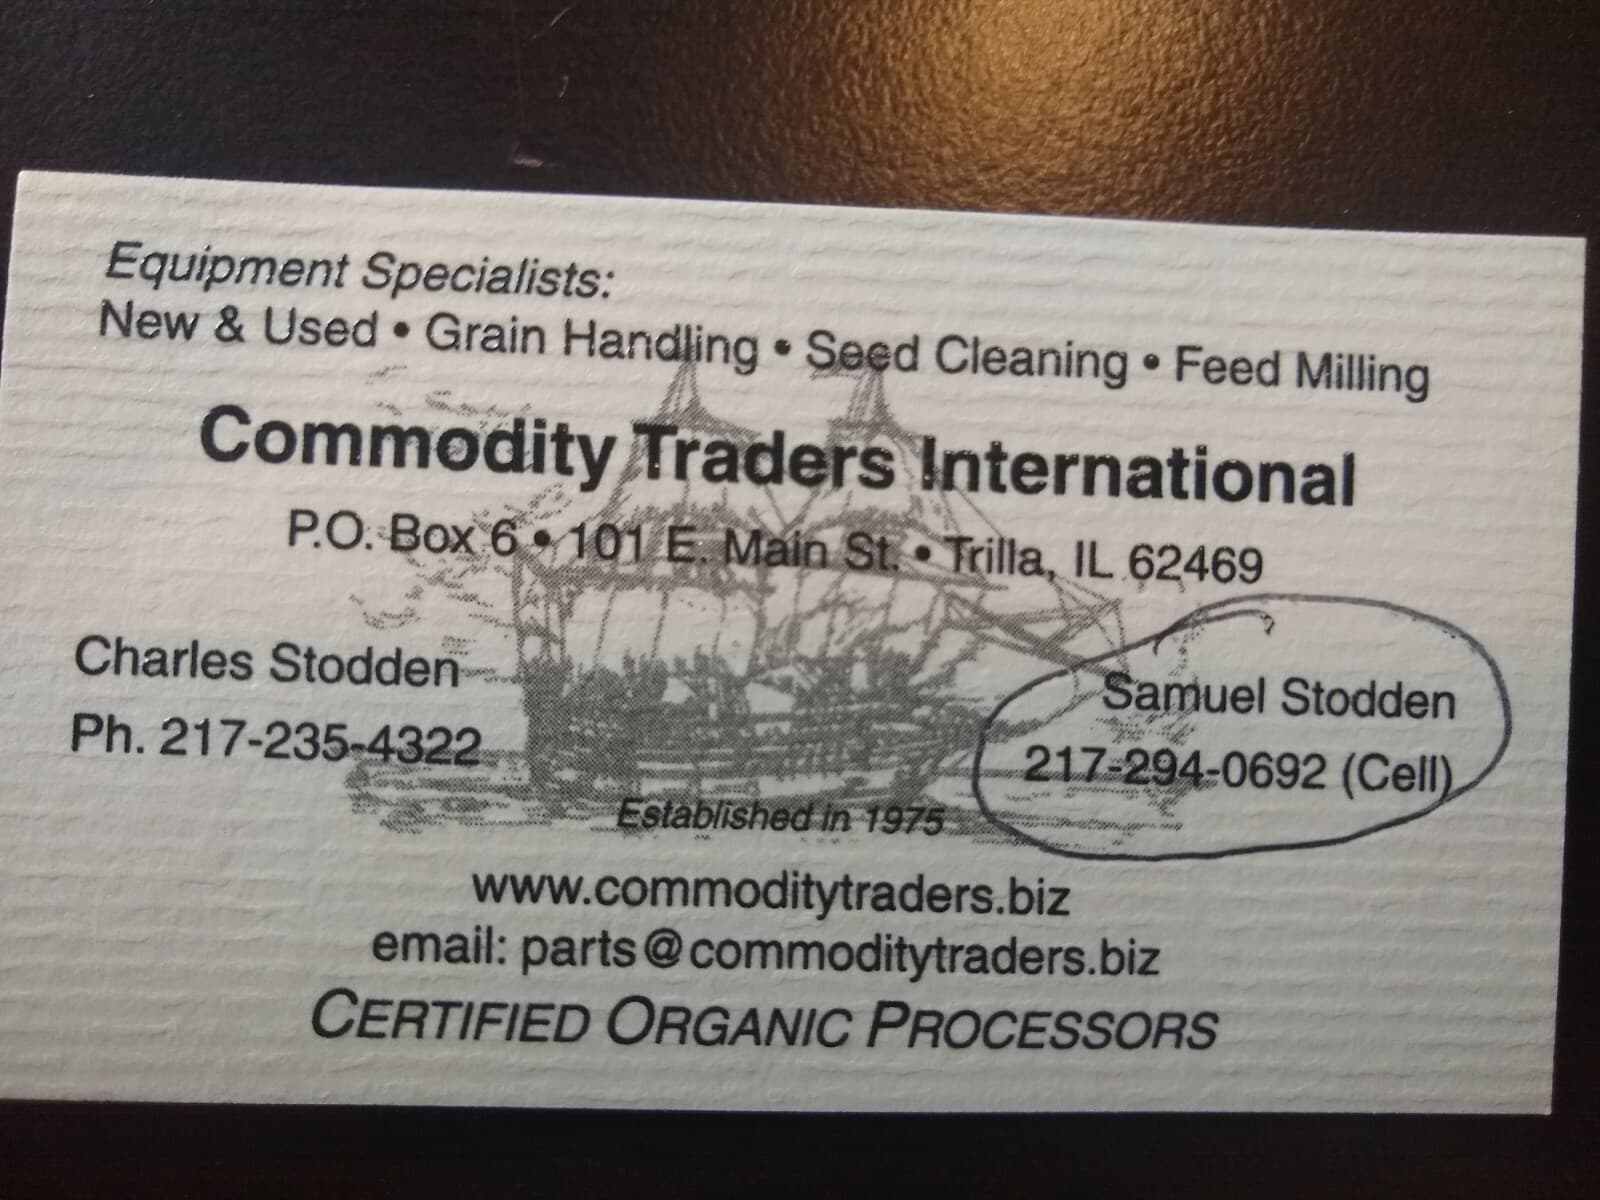 Equipment Specialists:
New & Used • Grain Handling • Seed Cleaning • Feed Milling
Commodity Traders International
P.O. Box 6 • 101 E. Main St. • Trilla, IL 62469
Charles Stodden
Ph. 217-235-4322
Samuel Stodden
217-294-0692 (Cell)
Established in 1975
www.commoditytraders.biz
email: parts@commoditytraders.biz
CERTIFIED ORGANIC PROCESSORS